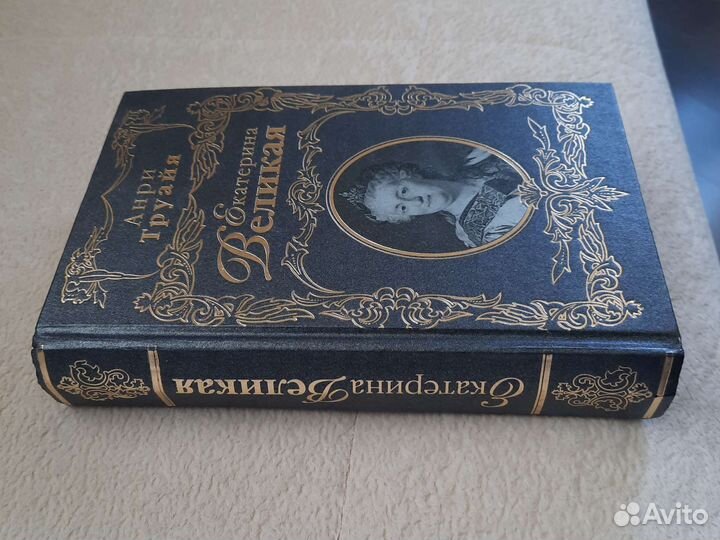 Анри
Труайя
Екатерина
Великая
Екатерина Великая
Avito